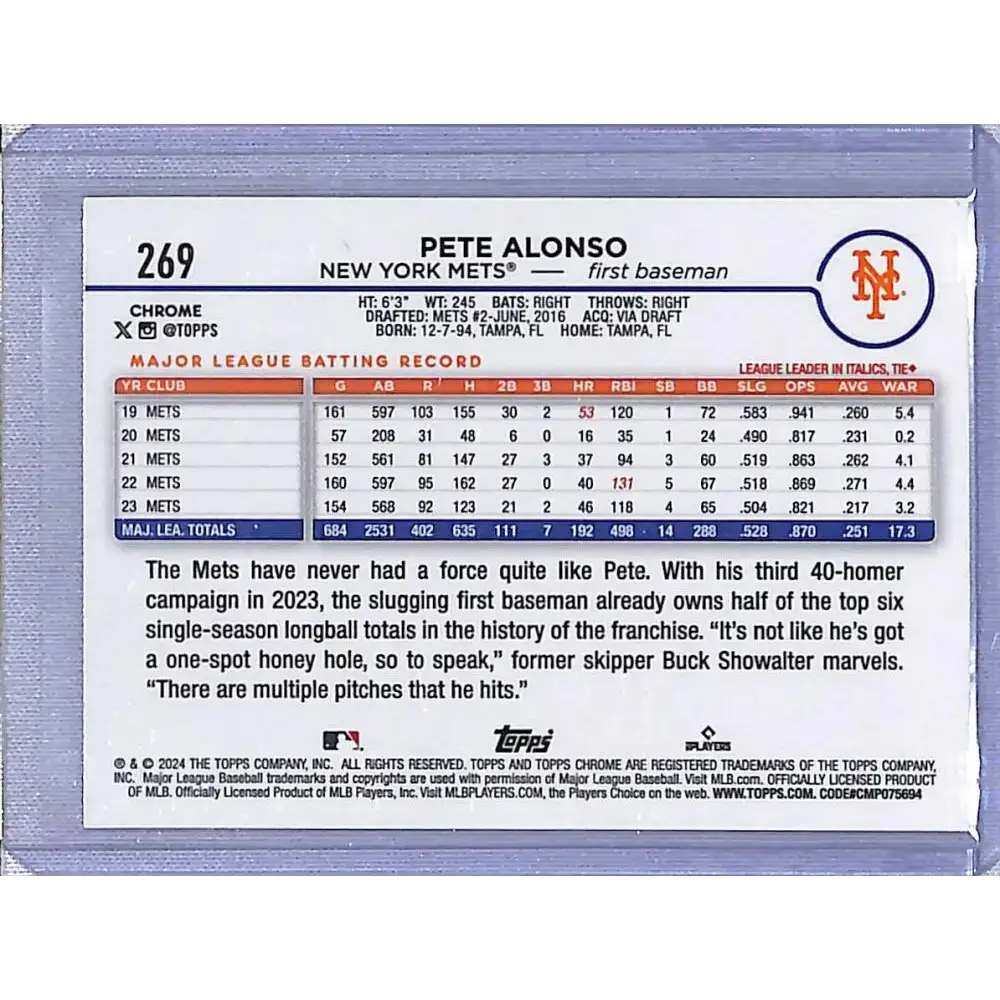 269
PETE ALONSO
NEW YORK METS® — first baseman
NY
CHROME
X @TOPPS
HT: 6'3" WT: 245 BATS: RIGHT THROWS: RIGHT
DRAFTED: METS #2-JUNE, 2016 ACQ: VIA DRAFT
BORN: 12-7-94, TAMPA, FL HOME: TAMPA, FL
MAJOR LEAGUE BATTING RECORD
LEAGUE LEADER IN ITALICS, TIE♦
YR CLUB G AB R H 2B 3B HR RBI SB BB SLG OPS AVG WAR
19 METS 161 597 103 155 30 2 53 120 1 72 .583 .941 .260 5.4
20 METS 57 208 31 48 6 0 16 35 1 24 .490 .817 .231 0.2
21 METS 152 561 81 147 27 3 37 94 3 60 .519 .863 .262 4.1
22 METS 160 597 95 162 27 0 40 131 5 67 .518 .869 .271 4.4
23 METS 154 568 92 123 21 2 46 118 4 65 .504 .821 .217 3.2
MAJ. LEA. TOTALS 684 2531 402 635 111 7 192 498 14 288 .528 .870 .251 17.3
The Mets have never had a force quite like Pete. With his third 40-homer
campaign in 2023, the slugging first baseman already owns half of the top six
single-season longball totals in the history of the franchise. “It’s not like he’s got
a one-spot honey hole, so to speak,” former skipper Buck Showalter marvels.
“There are multiple pitches that he hits.”
Topps
PLAYERS
® & © 2024 THE TOPPS COMPANY, INC. ALL RIGHTS RESERVED. TOPPS AND TOPPS CHROME ARE REGISTERED TRADEMARKS OF THE TOPPS COMPANY,
INC. Major League Baseball trademarks and copyrights are used with permission of Major League Baseball. Visit MLB.com. OFFICIALLY LICENSED PRODUCT
OF MLB. Officially Licensed Product of MLB Players, Inc. Visit MLBPLAYERS.COM, the Players Choice on the web. WWW.TOPPS.COM. CODE#CMP075694